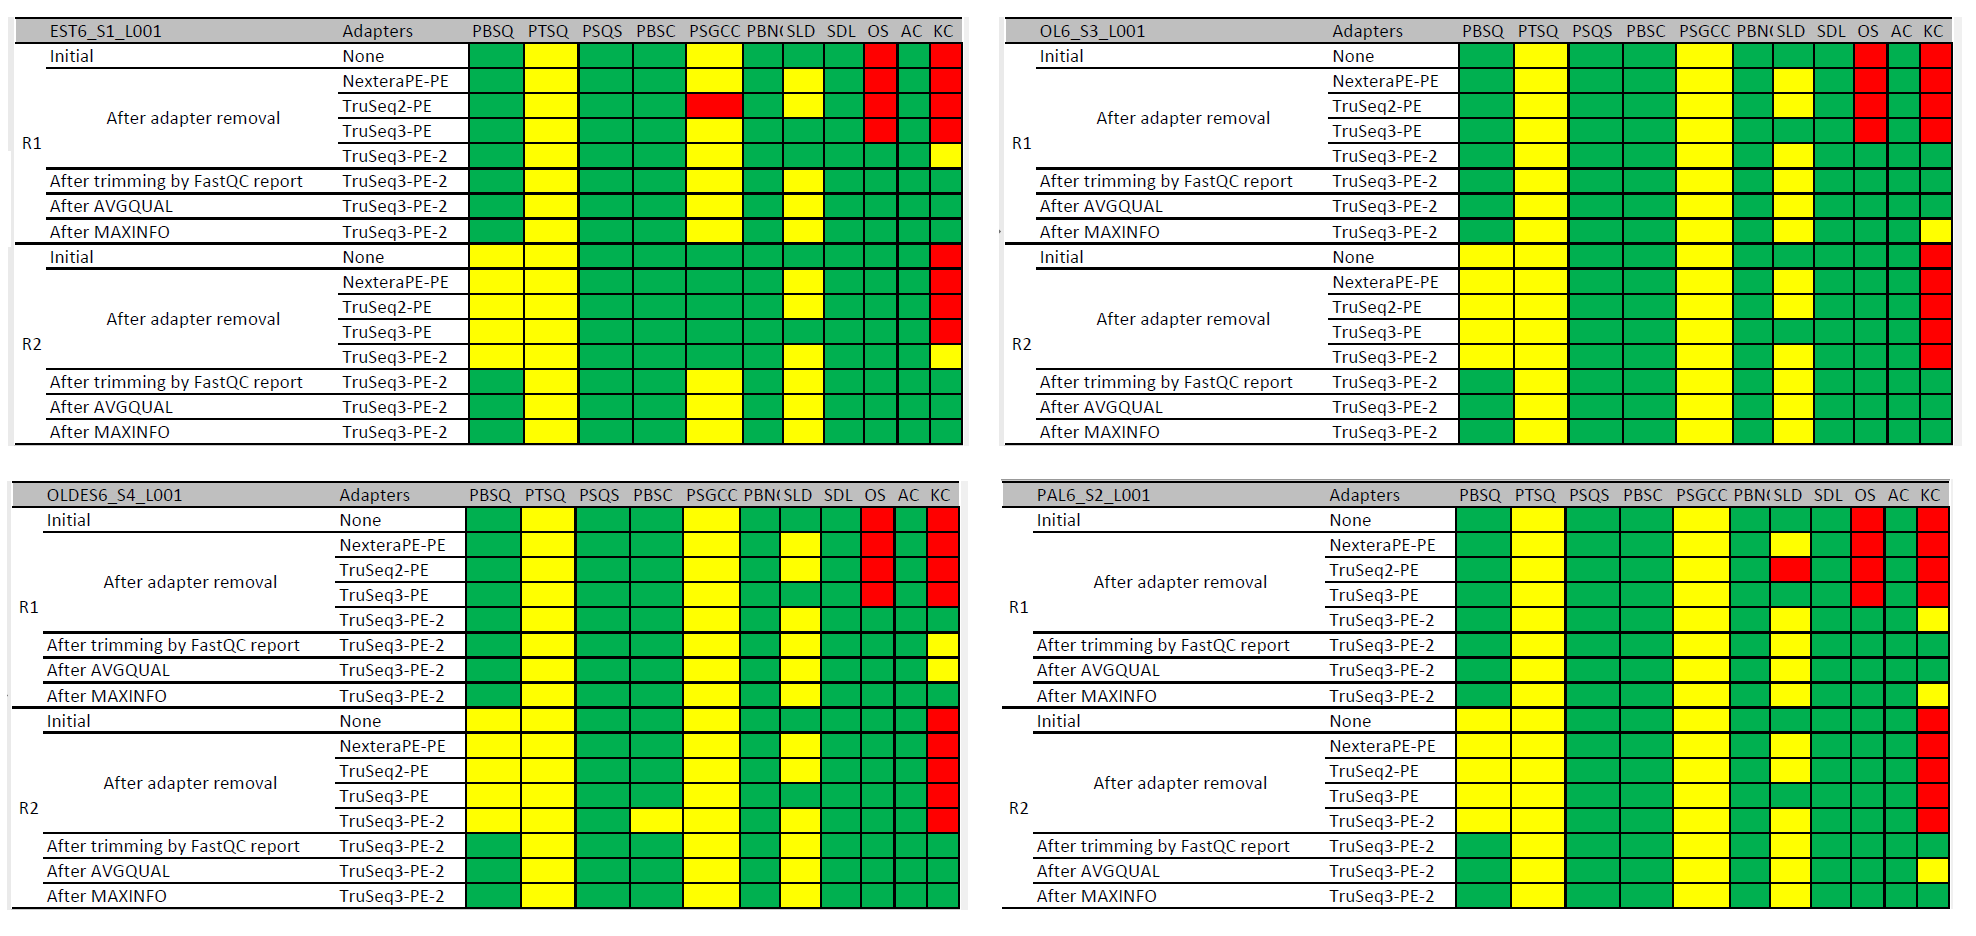 EST6_S1_L001 Adapters PBSQ PTSQ PSQS PBSC PSGCC PBN SLD SDL OS AC KC
Initial None
NexteraPE-PE
TruSeq2-PE
After adapter removal
TruSeq3-PE
R1
TruSeq3-PE-2
After trimming by FastQC report TruSeq3-PE-2
After AVGQUAL TruSeq3-PE-2
After MAXINFO TruSeq3-PE-2
Initial None
NexteraPE-PE
TruSeq2-PE
After adapter removal
TruSeq3-PE
R2
TruSeq3-PE-2
After trimming by FastQC report TruSeq3-PE-2
After AVGQUAL TruSeq3-PE-2
After MAXINFO TruSeq3-PE-2
OL6_S3_L001 Adapters PBSQ PTSQ PSQS PBSC PSGCC PBN SLD SDL OS AC KC
Initial None
NexteraPE-PE
TruSeq2-PE
After adapter removal
TruSeq3-PE
R1
TruSeq3-PE-2
After trimming by FastQC report TruSeq3-PE-2
After AVGQUAL TruSeq3-PE-2
After MAXINFO TruSeq3-PE-2
Initial None
NexteraPE-PE
TruSeq2-PE
After adapter removal
TruSeq3-PE
R2
TruSeq3-PE-2
After trimming by FastQC report TruSeq3-PE-2
After AVGQUAL TruSeq3-PE-2
After MAXINFO TruSeq3-PE-2
OLDES6_S4_L001 Adapters PBSQ PTSQ PSQS PBSC PSGCC PBN SLD SDL OS AC KC
Initial None
NexteraPE-PE
TruSeq2-PE
After adapter removal
TruSeq3-PE
R1
TruSeq3-PE-2
After trimming by FastQC report TruSeq3-PE-2
After AVGQUAL TruSeq3-PE-2
After MAXINFO TruSeq3-PE-2
Initial None
NexteraPE-PE
TruSeq2-PE
After adapter removal
TruSeq3-PE
R2
TruSeq3-PE-2
After trimming by FastQC report TruSeq3-PE-2
After AVGQUAL TruSeq3-PE-2
After MAXINFO TruSeq3-PE-2
PAL6_S2_L001 Adapters PBSQ PTSQ PSQS PBSC PSGCC PBN SLD SDL OS AC KC
Initial None
NexteraPE-PE
TruSeq2-PE
After adapter removal
TruSeq3-PE
R1
TruSeq3-PE-2
After trimming by FastQC report TruSeq3-PE-2
After AVGQUAL TruSeq3-PE-2
After MAXINFO TruSeq3-PE-2
Initial None
NexteraPE-PE
TruSeq2-PE
After adapter removal
TruSeq3-PE
R2
TruSeq3-PE-2
After trimming by FastQC report TruSeq3-PE-2
After AVGQUAL TruSeq3-PE-2
After MAXINFO TruSeq3-PE-2